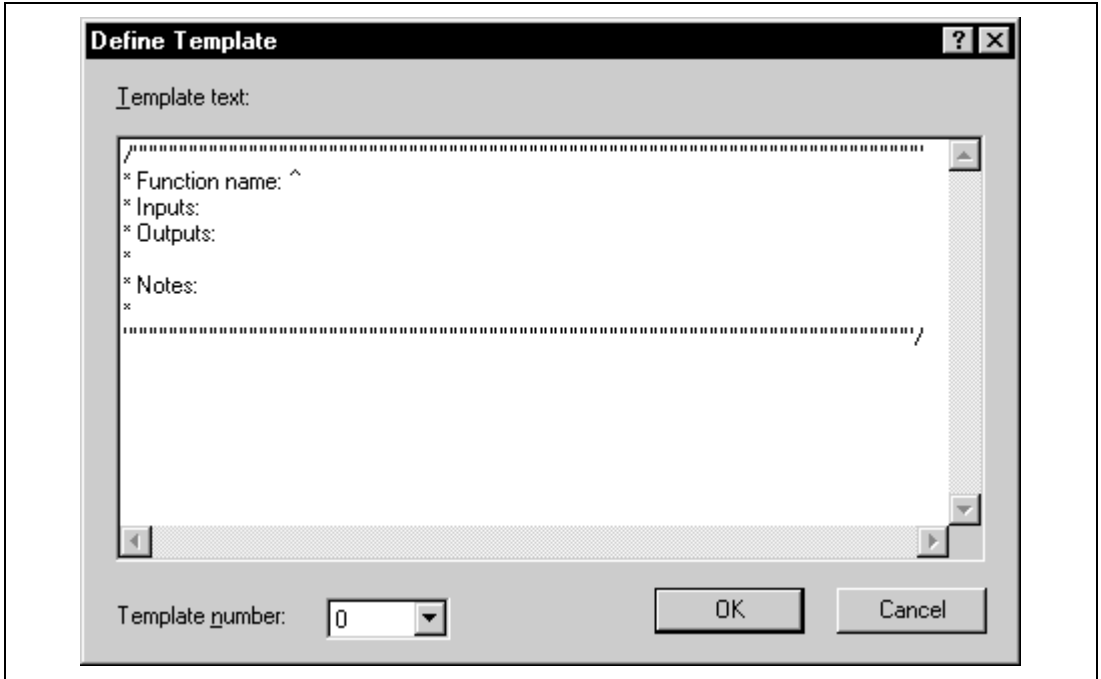 Define Template
Template text:
/"""""""""""""""""""""""""""""""""""""""""""""""""""""""""""""""""""""""""""""'
* Function name: ^
* Inputs:
* Outputs:
*
* Notes:
*
'"""""""""""""""""""""""""""""""""""""""""""""""""""""""""""""""""""""""""""""'/
Template number:
0
OK
Cancel